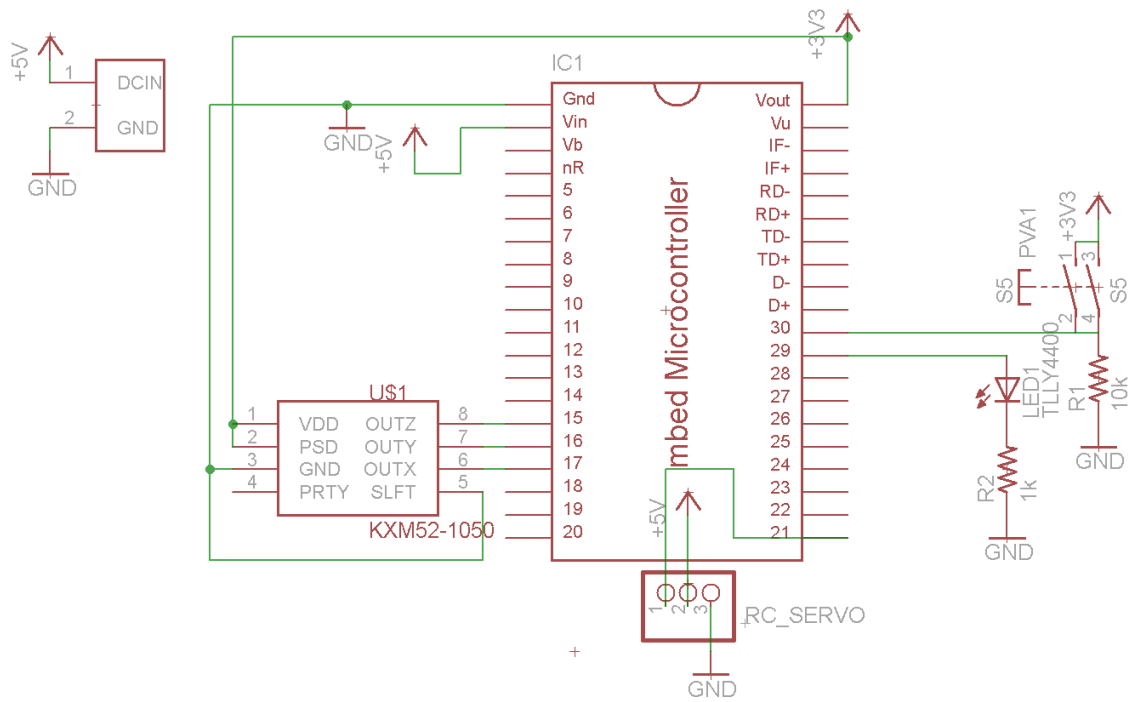 +5V
1
DCIN
2
GND
GND
+3V3
IC1
Gnd
Vin
Vb
nR
5
6
7
8
9
10
11
12
13
14
15
16
17
18
19
20
Vout
Vu
IF-
IF+
RD-
RD+
TD-
TD+
D-
D+
30
29
28
27
26
25
24
23
22
21
mbed Microcontroller
GND
+5V
U$1
1
VDD
OUTZ
8
2
PSD
OUTY
7
3
GND
OUTX
6
4
PRTY
SLFT
5
KXM52-1050
+5V
1
2
3
RC_SERVO
GND
PVA1
+3V3
1
3
S5
S5
2
4
LED1
TLLY4400
R1
10k
GND
R2
1k
GND